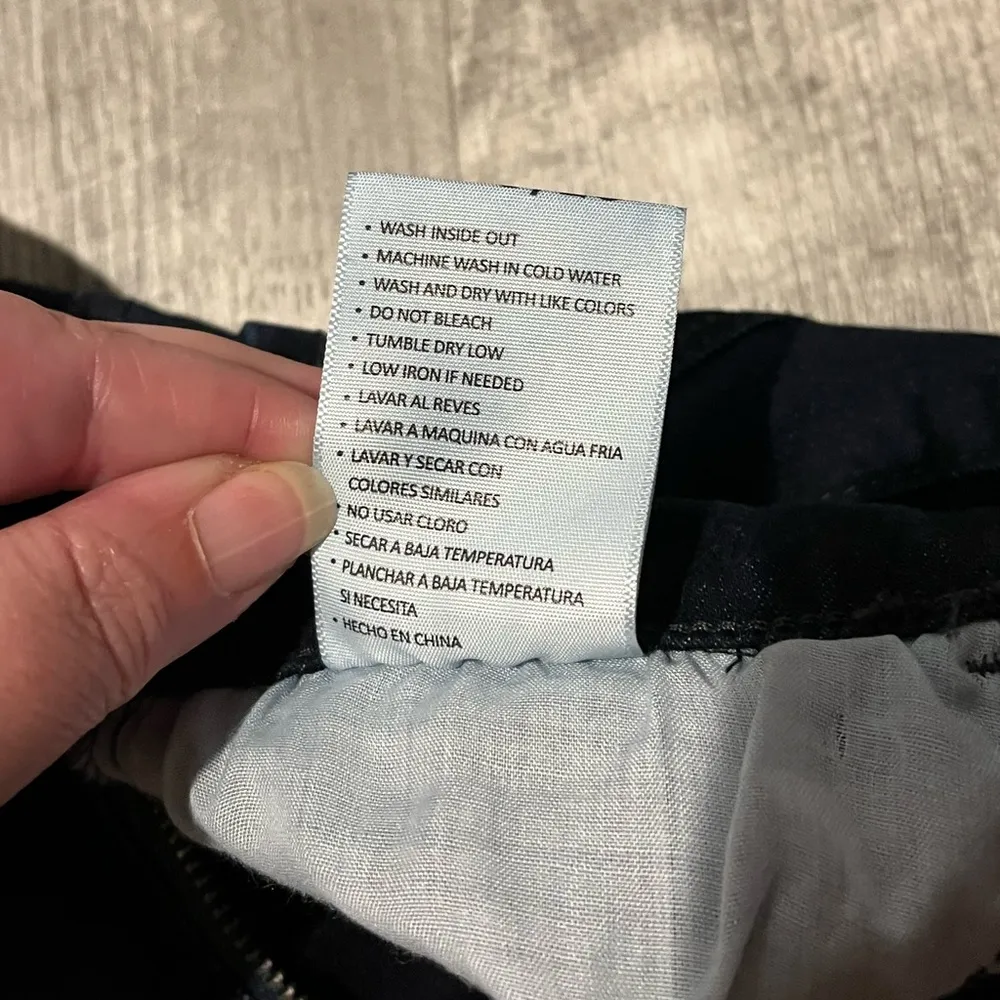 • WASH INSIDE OUT
• MACHINE WASH IN COLD WATER
• WASH AND DRY WITH LIKE COLORS
• DO NOT BLEACH
• TUMBLE DRY LOW
• LOW IRON IF NEEDED
• LAVAR AL REVES
• LAVAR A MAQUINA CON AGUA FRIA
• LAVAR Y SECAR CON
COLORES SIMILARES
• NO USAR CLORO
• SECAR A BAJA TEMPERATURA
• PLANCHAR A BAJA TEMPERATURA
SI NECESITA
• HECHO EN CHINA